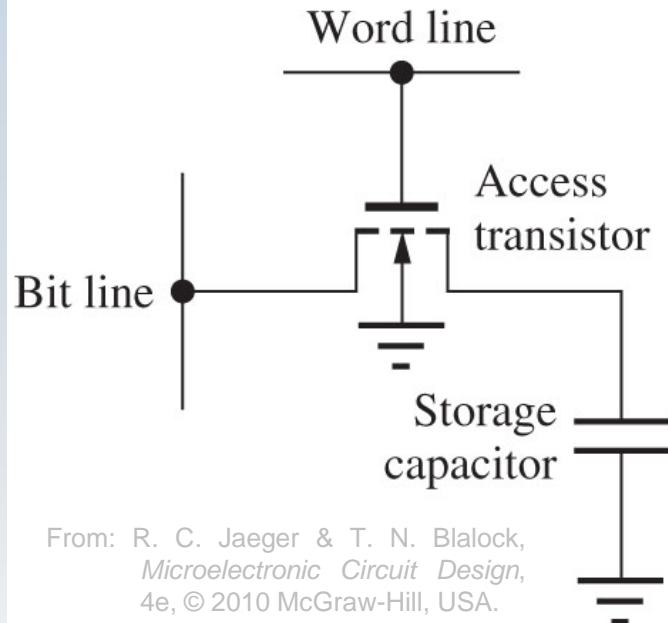 Word line
Access
transistor
Bit line
Storage
capacitor
From: R. C. Jaeger & T. N. Blalock,
Microelectronic Circuit Design,
4e, © 2010 McGraw-Hill, USA.